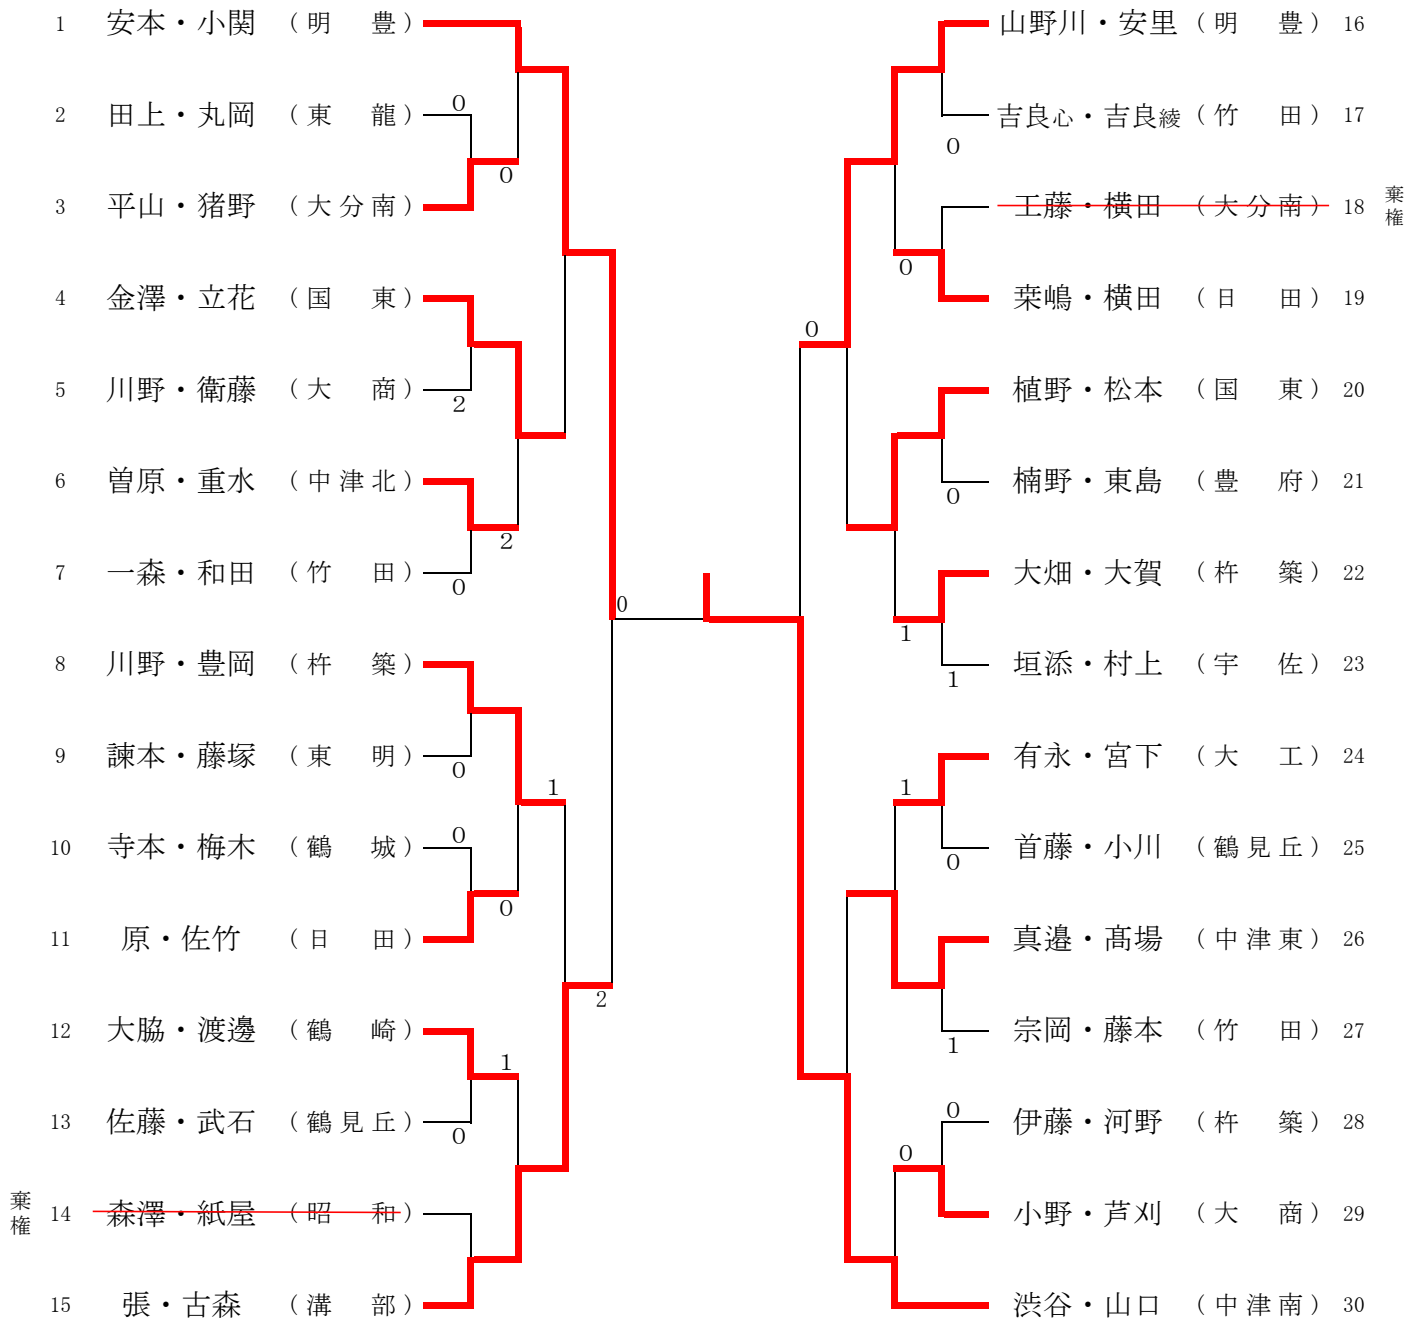 1 安本・小関 （明 豊）
2 田上・丸岡 （東 龍） 0
3 平山・猪野 （大分南）
0
4 金澤・立花 （国 東）
5 川野・衛藤 （大 商） 2
6 曽原・重水 （中津北）
2
7 一森・和田 （竹 田） 0
8 川野・豊岡 （杵 築）
9 諫本・藤塚 （東 明） 0
1
10 寺本・梅木 （鶴 城） 0
0
11 原・佐竹 （日 田）
12 大脇・渡邊 （鶴 崎）
1
13 佐藤・武石 （鶴見丘） 0
棄権 14 森澤・紙屋 （昭 和）
15 張・古森 （溝 部）
2
0
山野川・安里 （明 豊） 16
吉良心・吉良綾 （竹 田） 17
0
工藤・横田 （大分南） 18 棄権
0
桒嶋・横田 （日 田） 19
0
植野・松本 （国 東） 20
楠野・東島 （豊 府） 21
0
大畑・大賀 （杵 築） 22
1
垣添・村上 （宇 佐） 23
1
有永・宮下 （大 工） 24
1
首藤・小川 （鶴見丘） 25
0
真邉・髙場 （中津東） 26
宗岡・藤本 （竹 田） 27
1
0 伊藤・河野 （杵 築） 28
0
小野・芦刈 （大 商） 29
渋谷・山口 （中津南） 30